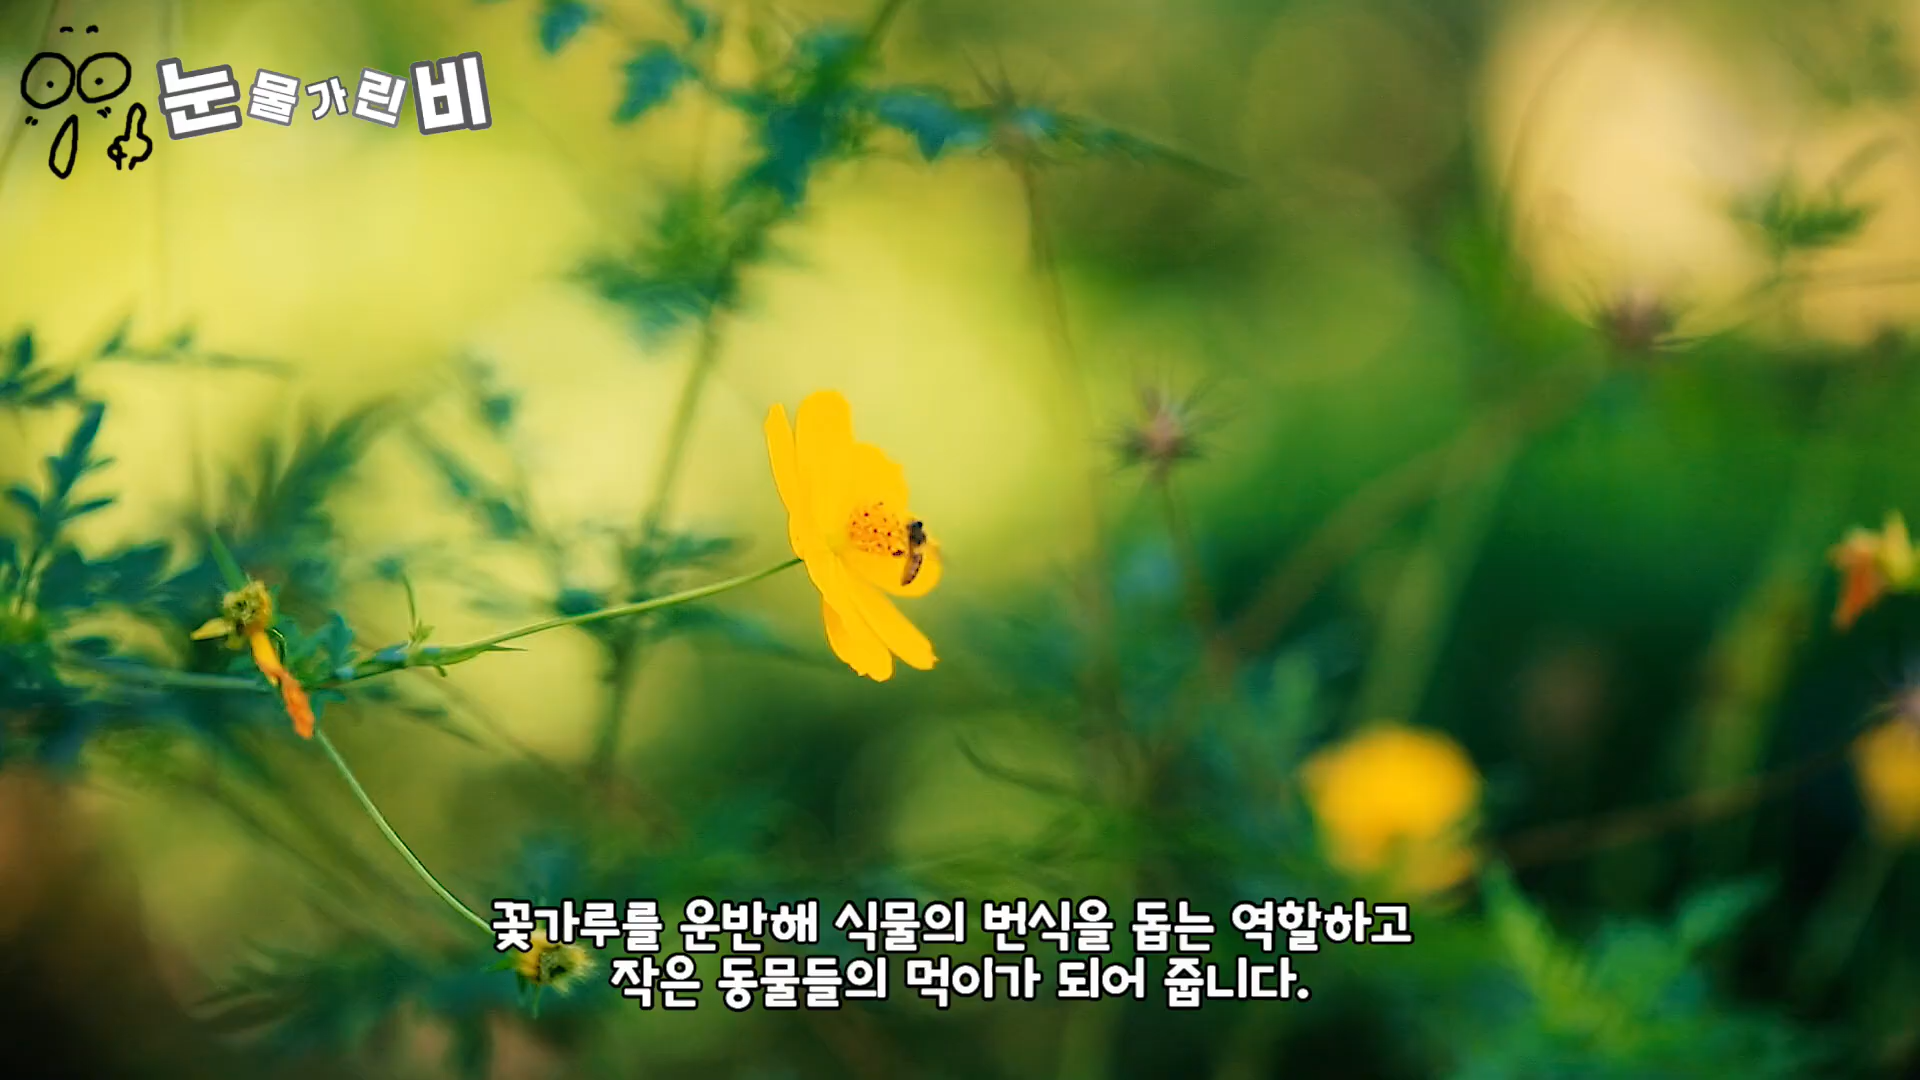 눈물가린비
꽃가루를 운반해 식물의 번식을 돕는 역할하고
작은 동물들의 먹이가 되어 줍니다.